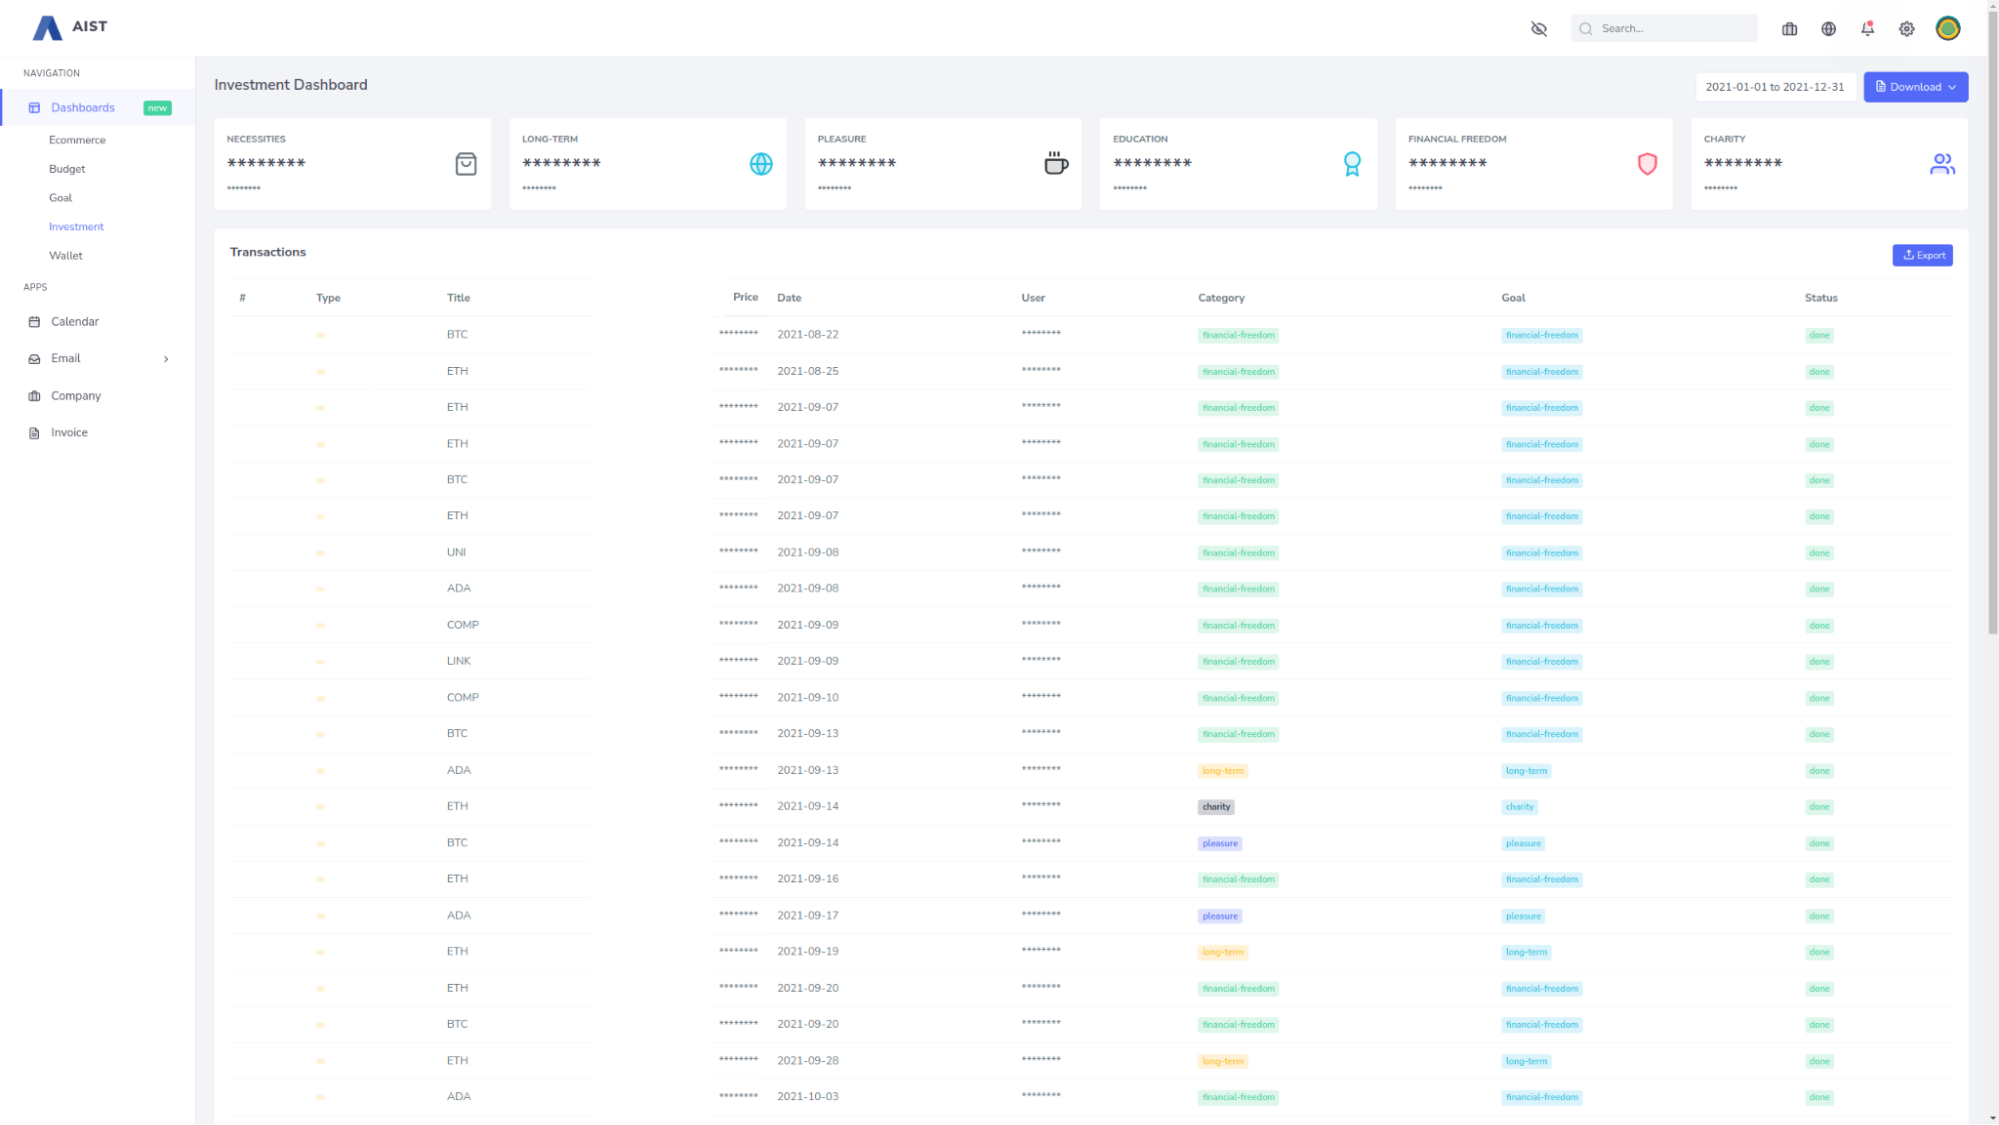 AIST
Search...
NAVIGATION
Dashboards new
Ecommerce
Budget
Goal
Investment
Wallet
APPS
Calendar
Email
Company
Invoice
Investment Dashboard
2021-01-01 to 2021-12-31
Download
NECESSITIES
********
********
LONG-TERM
********
********
PLEASURE
********
********
EDUCATION
********
********
FINANCIAL FREEDOM
********
********
CHARITY
********
********
Transactions
Export
# Type Title Price Date User Category Goal Status
BTC ******** 2021-08-22 ******** financial-freedom financial-freedom done
ETH ******** 2021-08-25 ******** financial-freedom financial-freedom done
ETH ******** 2021-09-07 ******** financial-freedom financial-freedom done
ETH ******** 2021-09-07 ******** financial-freedom financial-freedom done
BTC ******** 2021-09-07 ******** financial-freedom financial-freedom done
ETH ******** 2021-09-07 ******** financial-freedom financial-freedom done
UNI ******** 2021-09-08 ******** financial-freedom financial-freedom done
ADA ******** 2021-09-08 ******** financial-freedom financial-freedom done
COMP ******** 2021-09-09 ******** financial-freedom financial-freedom done
LINK ******** 2021-09-09 ******** financial-freedom financial-freedom done
COMP ******** 2021-09-10 ******** financial-freedom financial-freedom done
BTC ******** 2021-09-13 ******** financial-freedom financial-freedom done
ADA ******** 2021-09-13 ******** long-term long-term done
ETH ******** 2021-09-14 ******** charity charity done
BTC ******** 2021-09-14 ******** pleasure pleasure done
ETH ******** 2021-09-16 ******** financial-freedom financial-freedom done
ADA ******** 2021-09-17 ******** pleasure pleasure done
ETH ******** 2021-09-19 ******** long-term long-term done
ETH ******** 2021-09-20 ******** financial-freedom financial-freedom done
BTC ******** 2021-09-20 ******** financial-freedom financial-freedom done
ETH ******** 2021-09-28 ******** long-term long-term done
ADA ******** 2021-10-03 ******** financial-freedom financial-freedom done